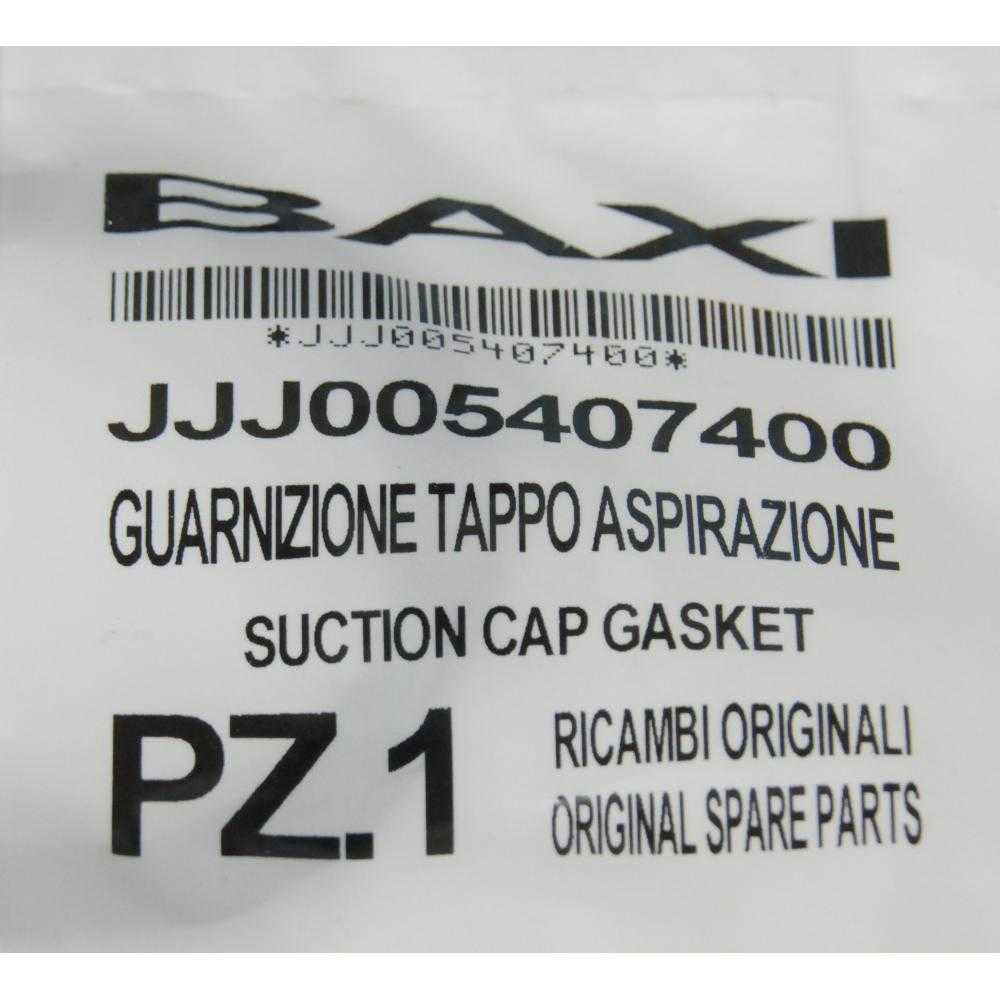 BAXI
*JJJ005407400*
JJJ005407400
GUARNIZIONE TAPPO ASPIRAZIONE
SUCTION CAP GASKET
PZ.1
RICAMBI ORIGINALI
ORIGINAL SPARE PARTS